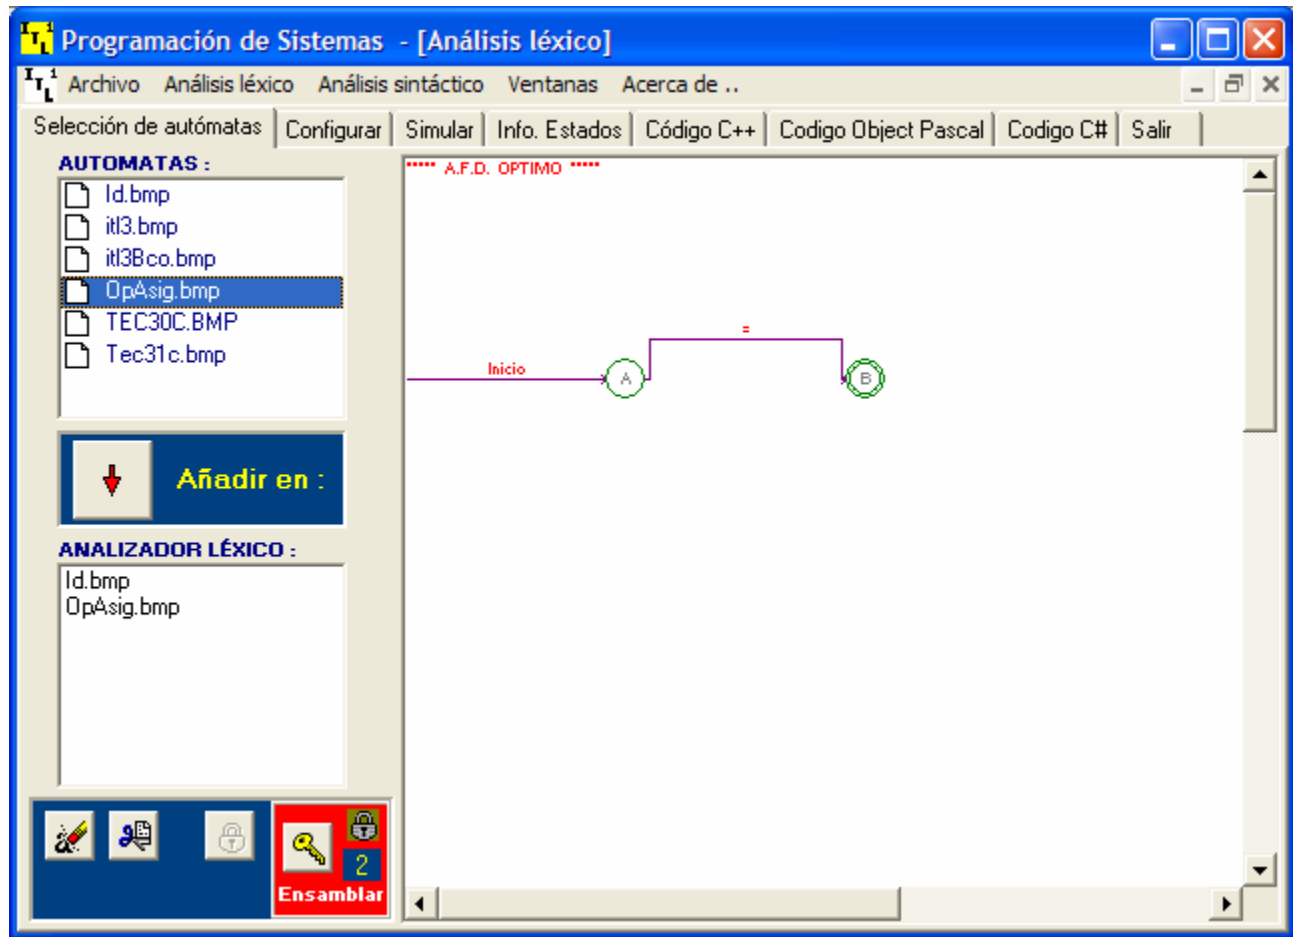 Programación de Sistemas - [Análisis léxico]
Archivo Análisis léxico Análisis sintáctico Ventanas Acerca de ..
Selección de autómatas Configurar Simular Info. Estados Código C++ Codigo Object Pascal Codigo C# Salir
AUTOMATAS :
Id.bmp
itl3.bmp
itl3Bco.bmp
OpAsig.bmp
TEC30C.BMP
Tec31c.bmp
Añadir en :
ANALIZADOR LÉXICO :
Id.bmp
OpAsig.bmp
2
Ensamblar
***** A.F.D. OPTIMO *****
=
Inicio
A
B